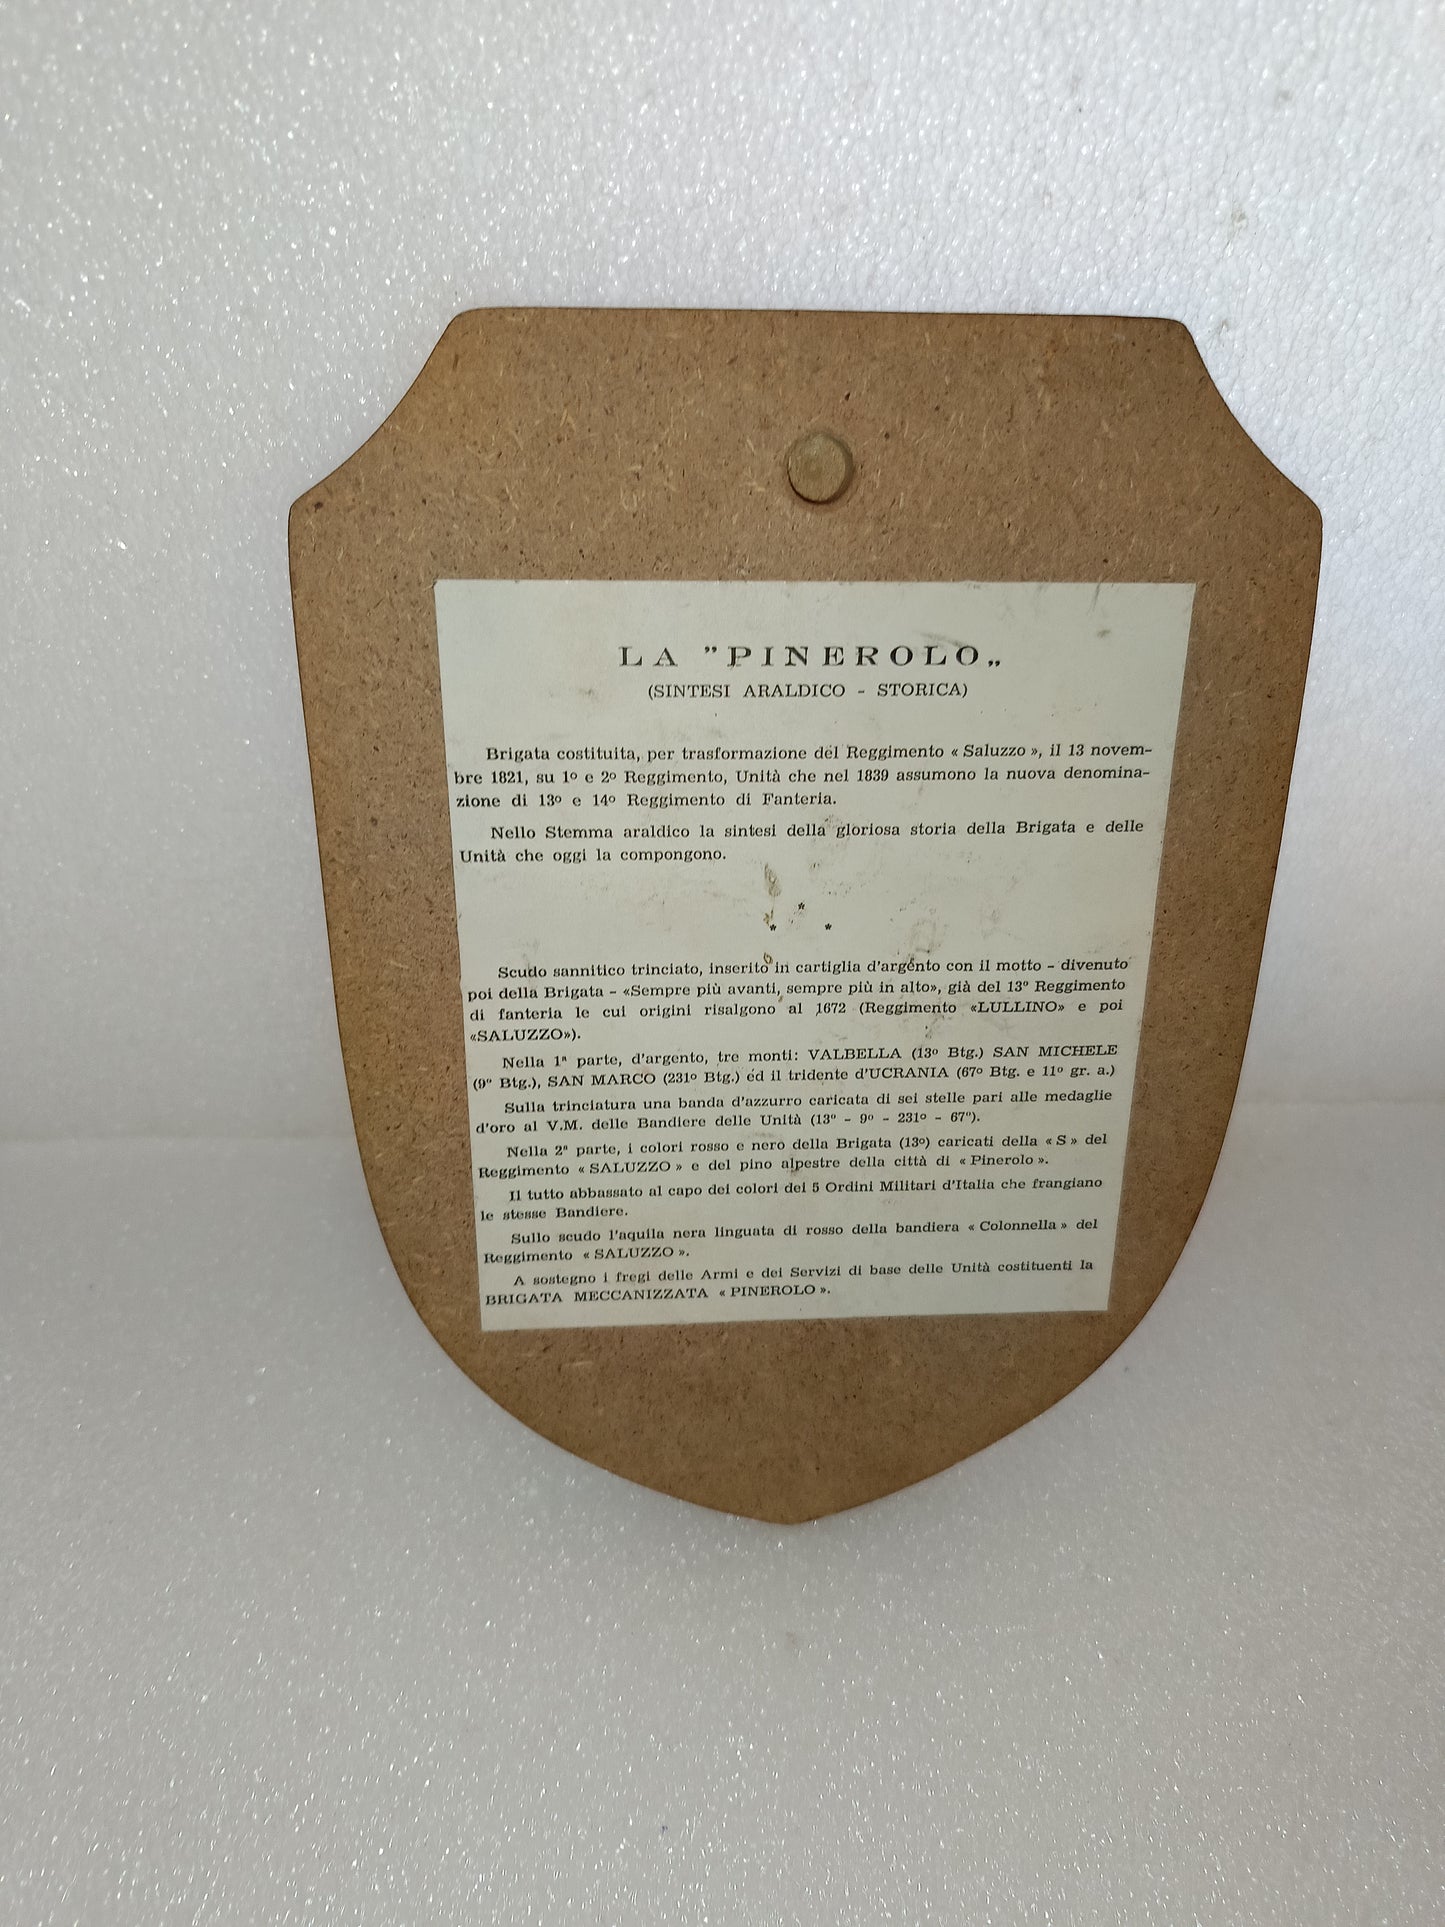 LA "PINEROLO„
(SINTESI ARALDICO - STORICA)
Brigata costituita, per trasformazione del Reggimento « Saluzzo », il 13 novem-
bre 1821, su 1º e 2º Reggimento, Unità che nel 1839 assumono la nuova denomina-
zione di 13º e 14º Reggimento di Fanteria.
Nello Stemma araldico la sintesi della gloriosa storia della Brigata e delle
Unità che oggi la compongono.
*
* *
Scudo sannitico trinciato, inserito in cartiglia d'argento con il motto - divenuto
poi della Brigata - «Sempre più avanti, sempre più in alto», già del 13º Reggimento
di fanteria le cui origini risalgono al 1672 (Reggimento «LULLINO» e poi
«SALUZZO»).
Nella 1ª parte, d'argento, tre monti: VALBELLA (13º Btg.) SAN MICHELE
(9º Btg.), SAN MARCO (231º Btg.) ed il tridente d'UCRANIA (67º Btg. e 11º gr. a.)
Sulla trinciatura una banda d'azzurro caricata di sei stelle pari alle medaglie
d'oro al V.M. delle Bandiere delle Unità (13º - 9º - 231º - 67º).
Nella 2ª parte, i colori rosso e nero della Brigata (13º) caricati della « S » del
Reggimento « SALUZZO » e del pino alpestre della città di « Pinerolo ».
Il tutto abbassato al capo dei colori dei 5 Ordini Militari d'Italia che frangiano
le stesse Bandiere.
Sullo scudo l'aquila nera linguata di rosso della bandiera « Colonnella » del
Reggimento « SALUZZO ».
A sostegno i fregi delle Armi e dei Servizi di base delle Unità costituenti la
BRIGATA MECCANIZZATA « PINEROLO ».